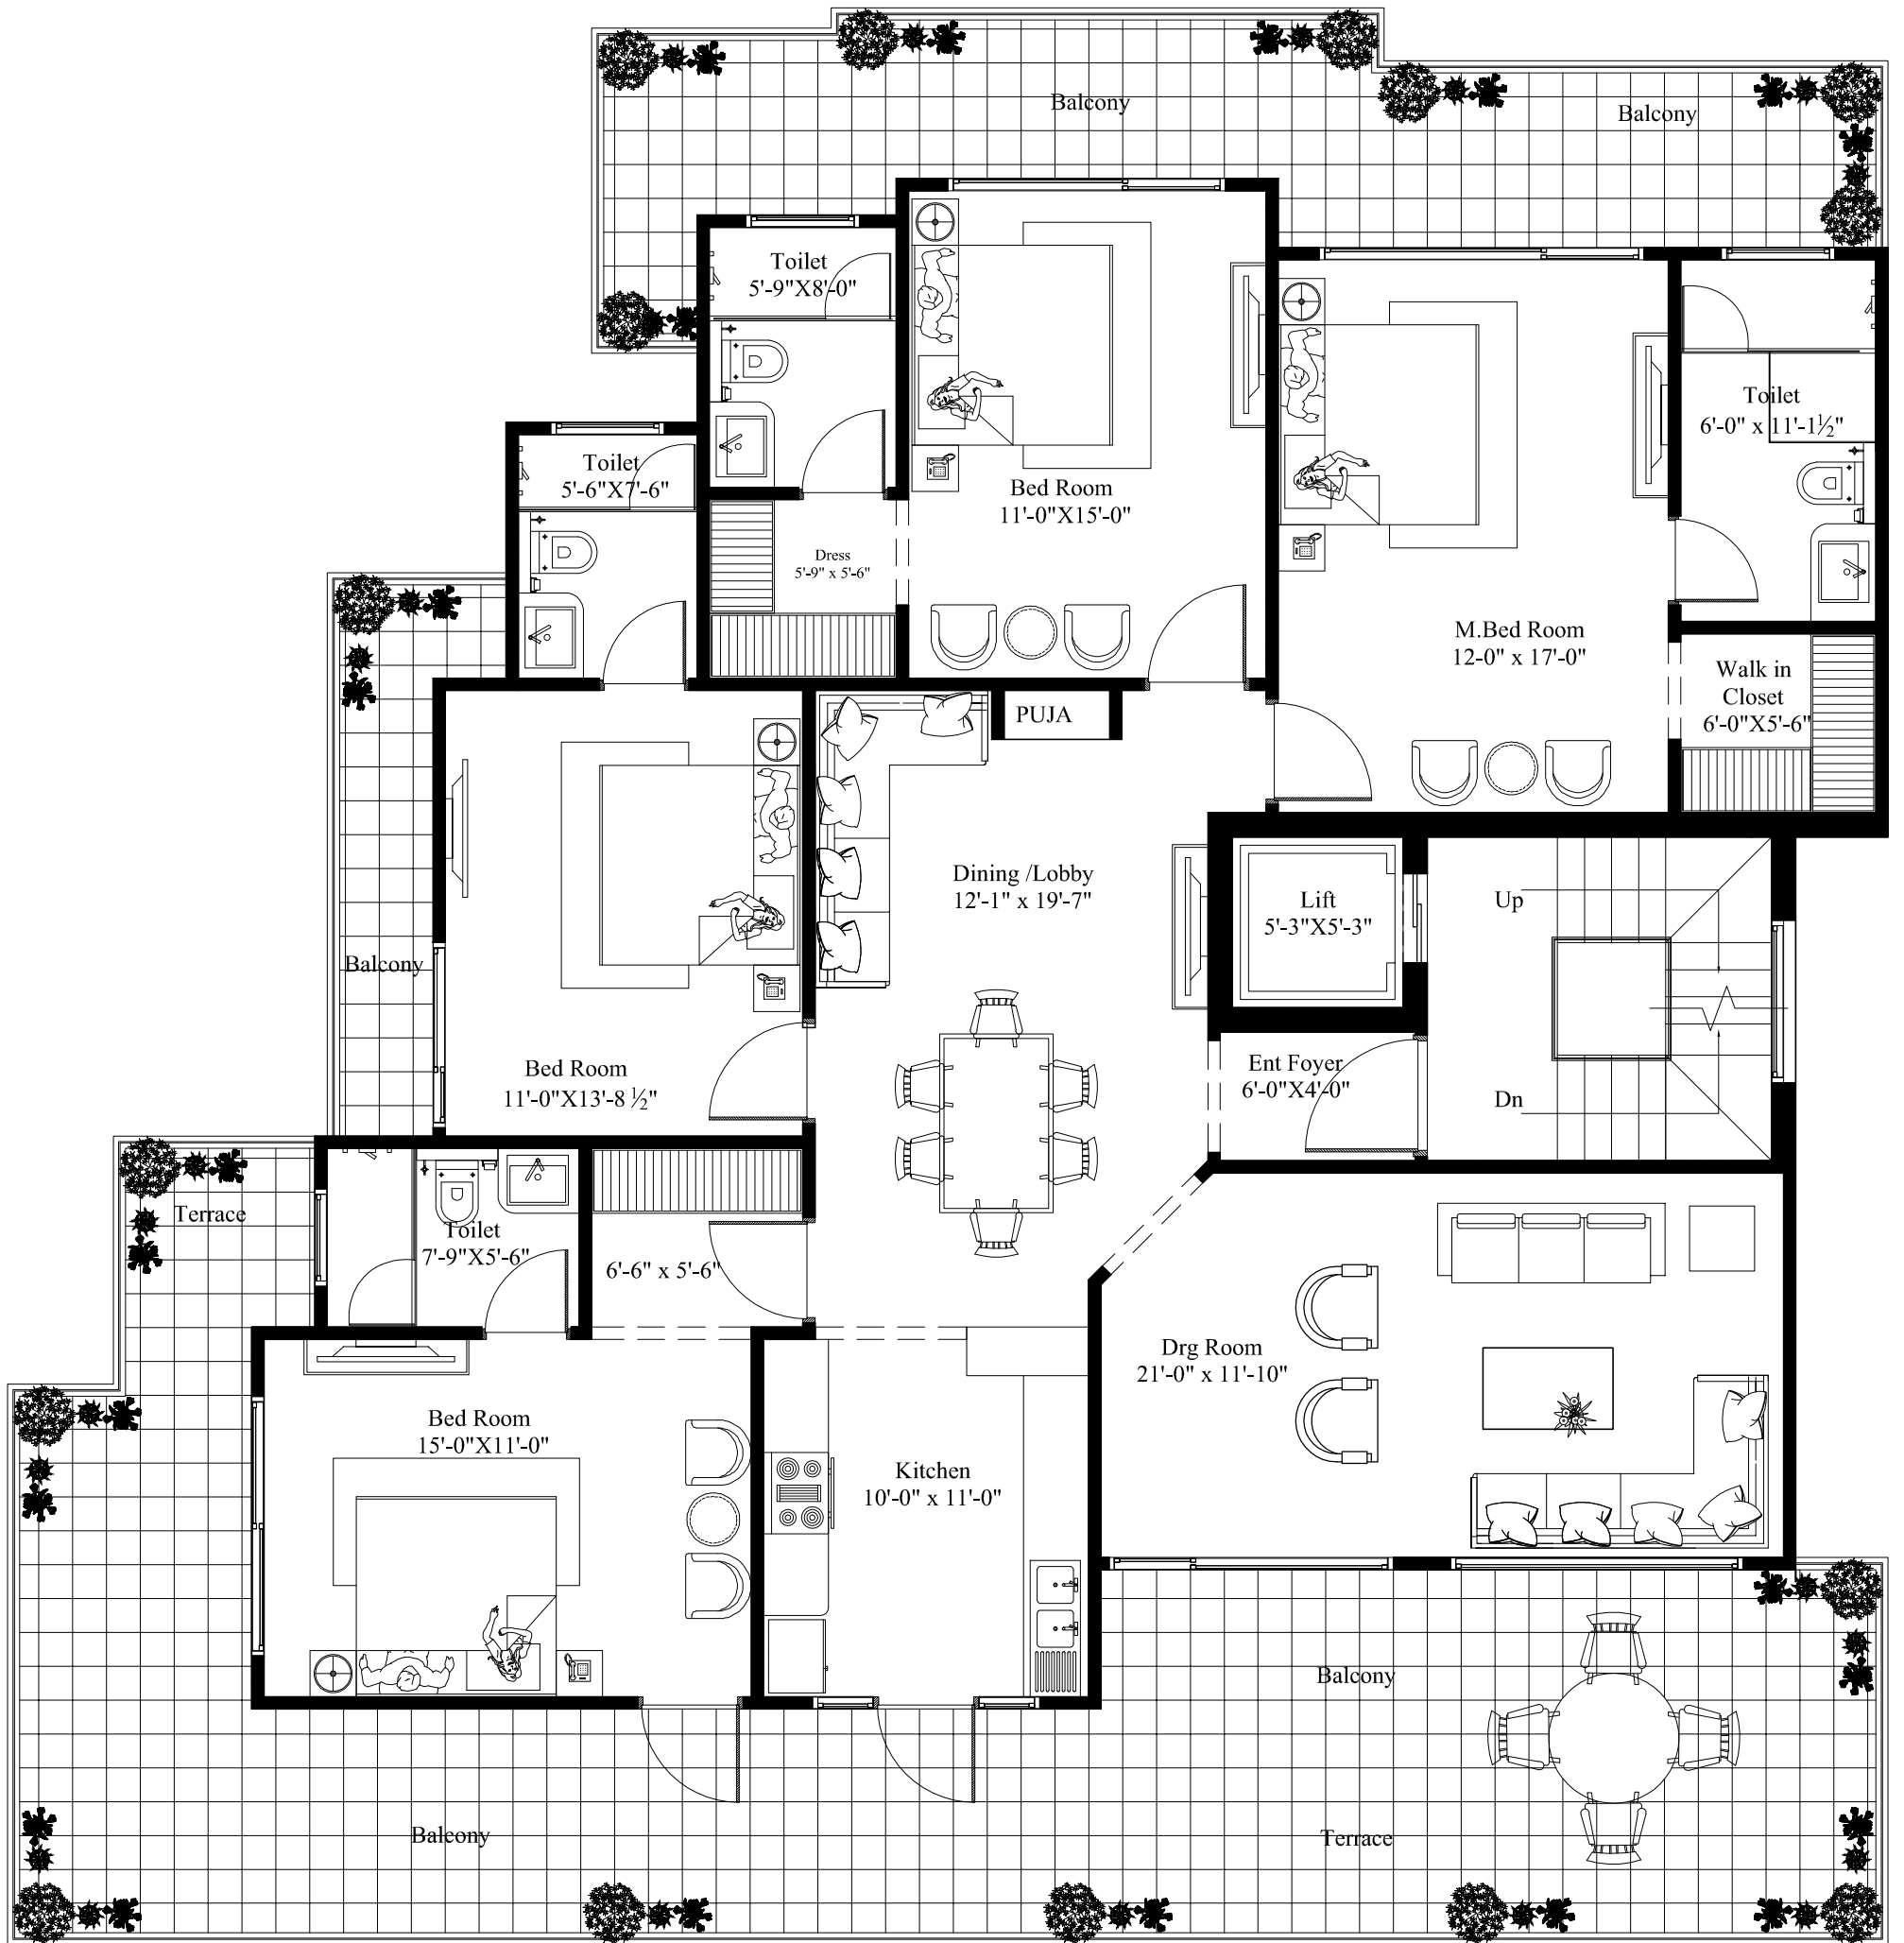 Balcony
Balcony
Toilet
5'-9"X8'-0"
Toilet
6'-0" x 11'-1½"
Toilet
5'-6"X7'-6"
Bed Room
11'-0"X15'-0"
Dress
5'-9" x 5'-6"
M.Bed Room
12-0" x 17'-0"
Walk in
Closet
6'-0"X5'-6"
PUJA
Dining /Lobby
12'-1" x 19'-7"
Lift
5'-3"X5'-3"
Up
Balcony
Bed Room
11'-0"X13'-8 ½"
Ent Foyer
6'-0"X4'-0"
Dn
Terrace
Toilet
7'-9"X5'-6"
6'-6" x 5'-6"
Drg Room
21'-0" x 11'-10"
Bed Room
15'-0"X11'-0"
Kitchen
10'-0" x 11'-0"
Balcony
Balcony
Terrace